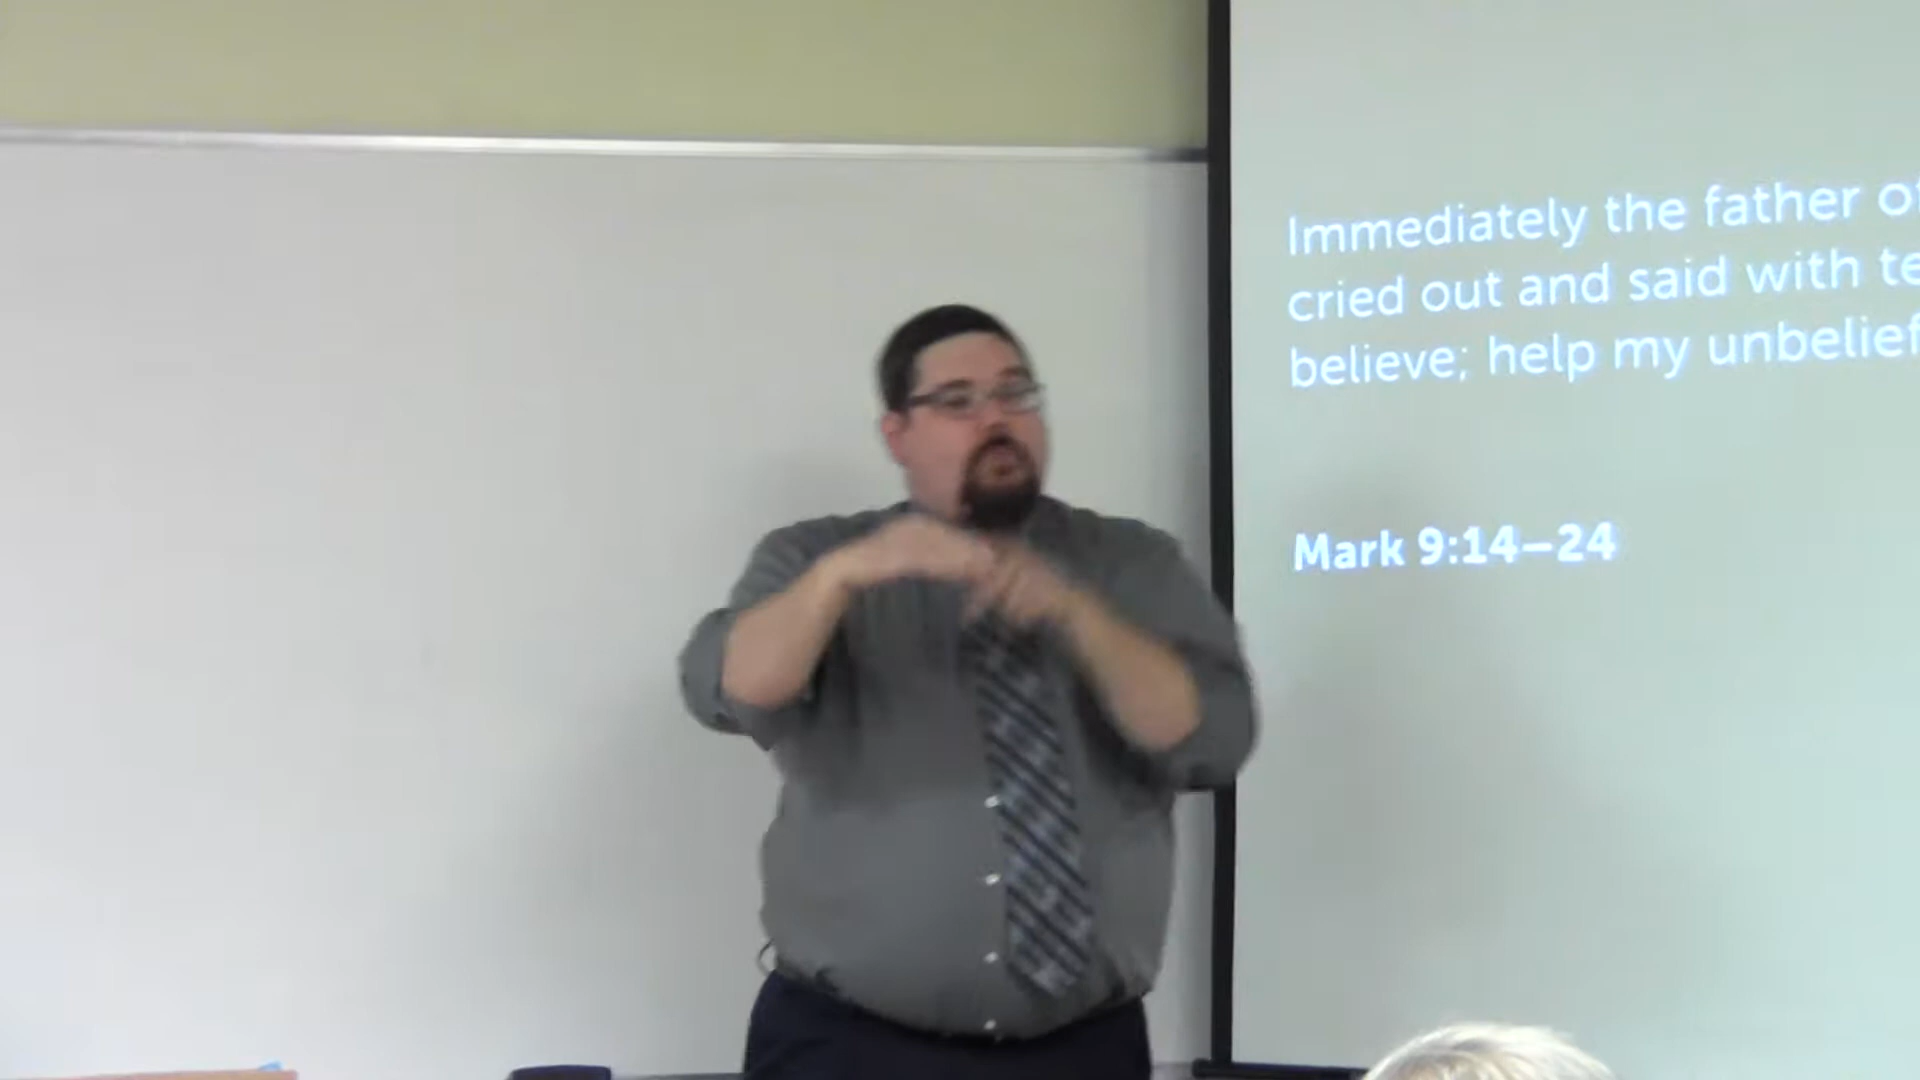 Immediately the father of
cried out and said with te
believe; help my unbelief
Mark 9:14–24